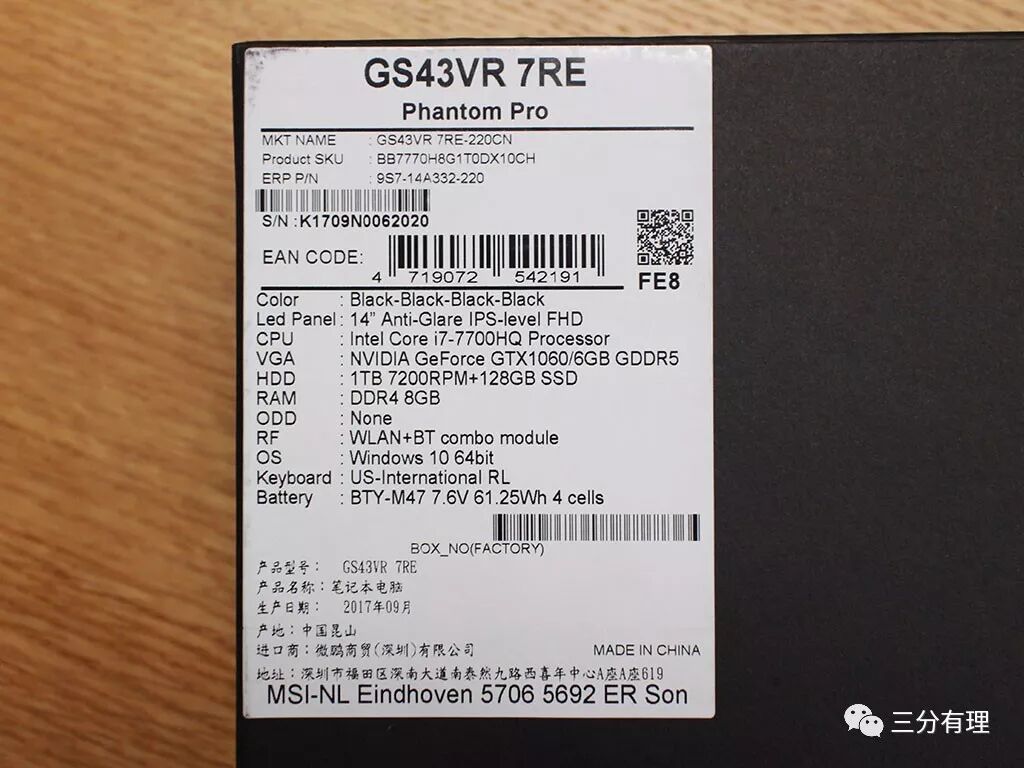 GS43VR 7RE
Phantom Pro
MKT NAME : GS43VR 7RE-220CN
Product SKU : BB7770H8G1T0DX10CH
ERP P/N : 9S7-14A332-220
S/N :K1709N0062020
EAN CODE:
4 719072 542191
FE8
Color : Black-Black-Black-Black
Led Panel : 14” Anti-Glare IPS-level FHD
CPU : Intel Core i7-7700HQ Processor
VGA : NVIDIA GeForce GTX1060/6GB GDDR5
HDD : 1TB 7200RPM+128GB SSD
RAM : DDR4 8GB
ODD : None
RF : WLAN+BT combo module
OS : Windows 10 64bit
Keyboard : US-International RL
Battery : BTY-M47 7.6V 61.25Wh 4 cells
BOX_NO(FACTORY)
产品型号： GS43VR 7RE
产品名称：笔记本电脑
生产日期： 2017年09月
产地：中国昆山
进口商：微鹏商贸(深圳)有限公司 MADE IN CHINA
地址：深圳市福田区深南大道南泰然九路西喜年中心A座A座619
MSI-NL Eindhoven 5706 5692 ER Son
三分有理